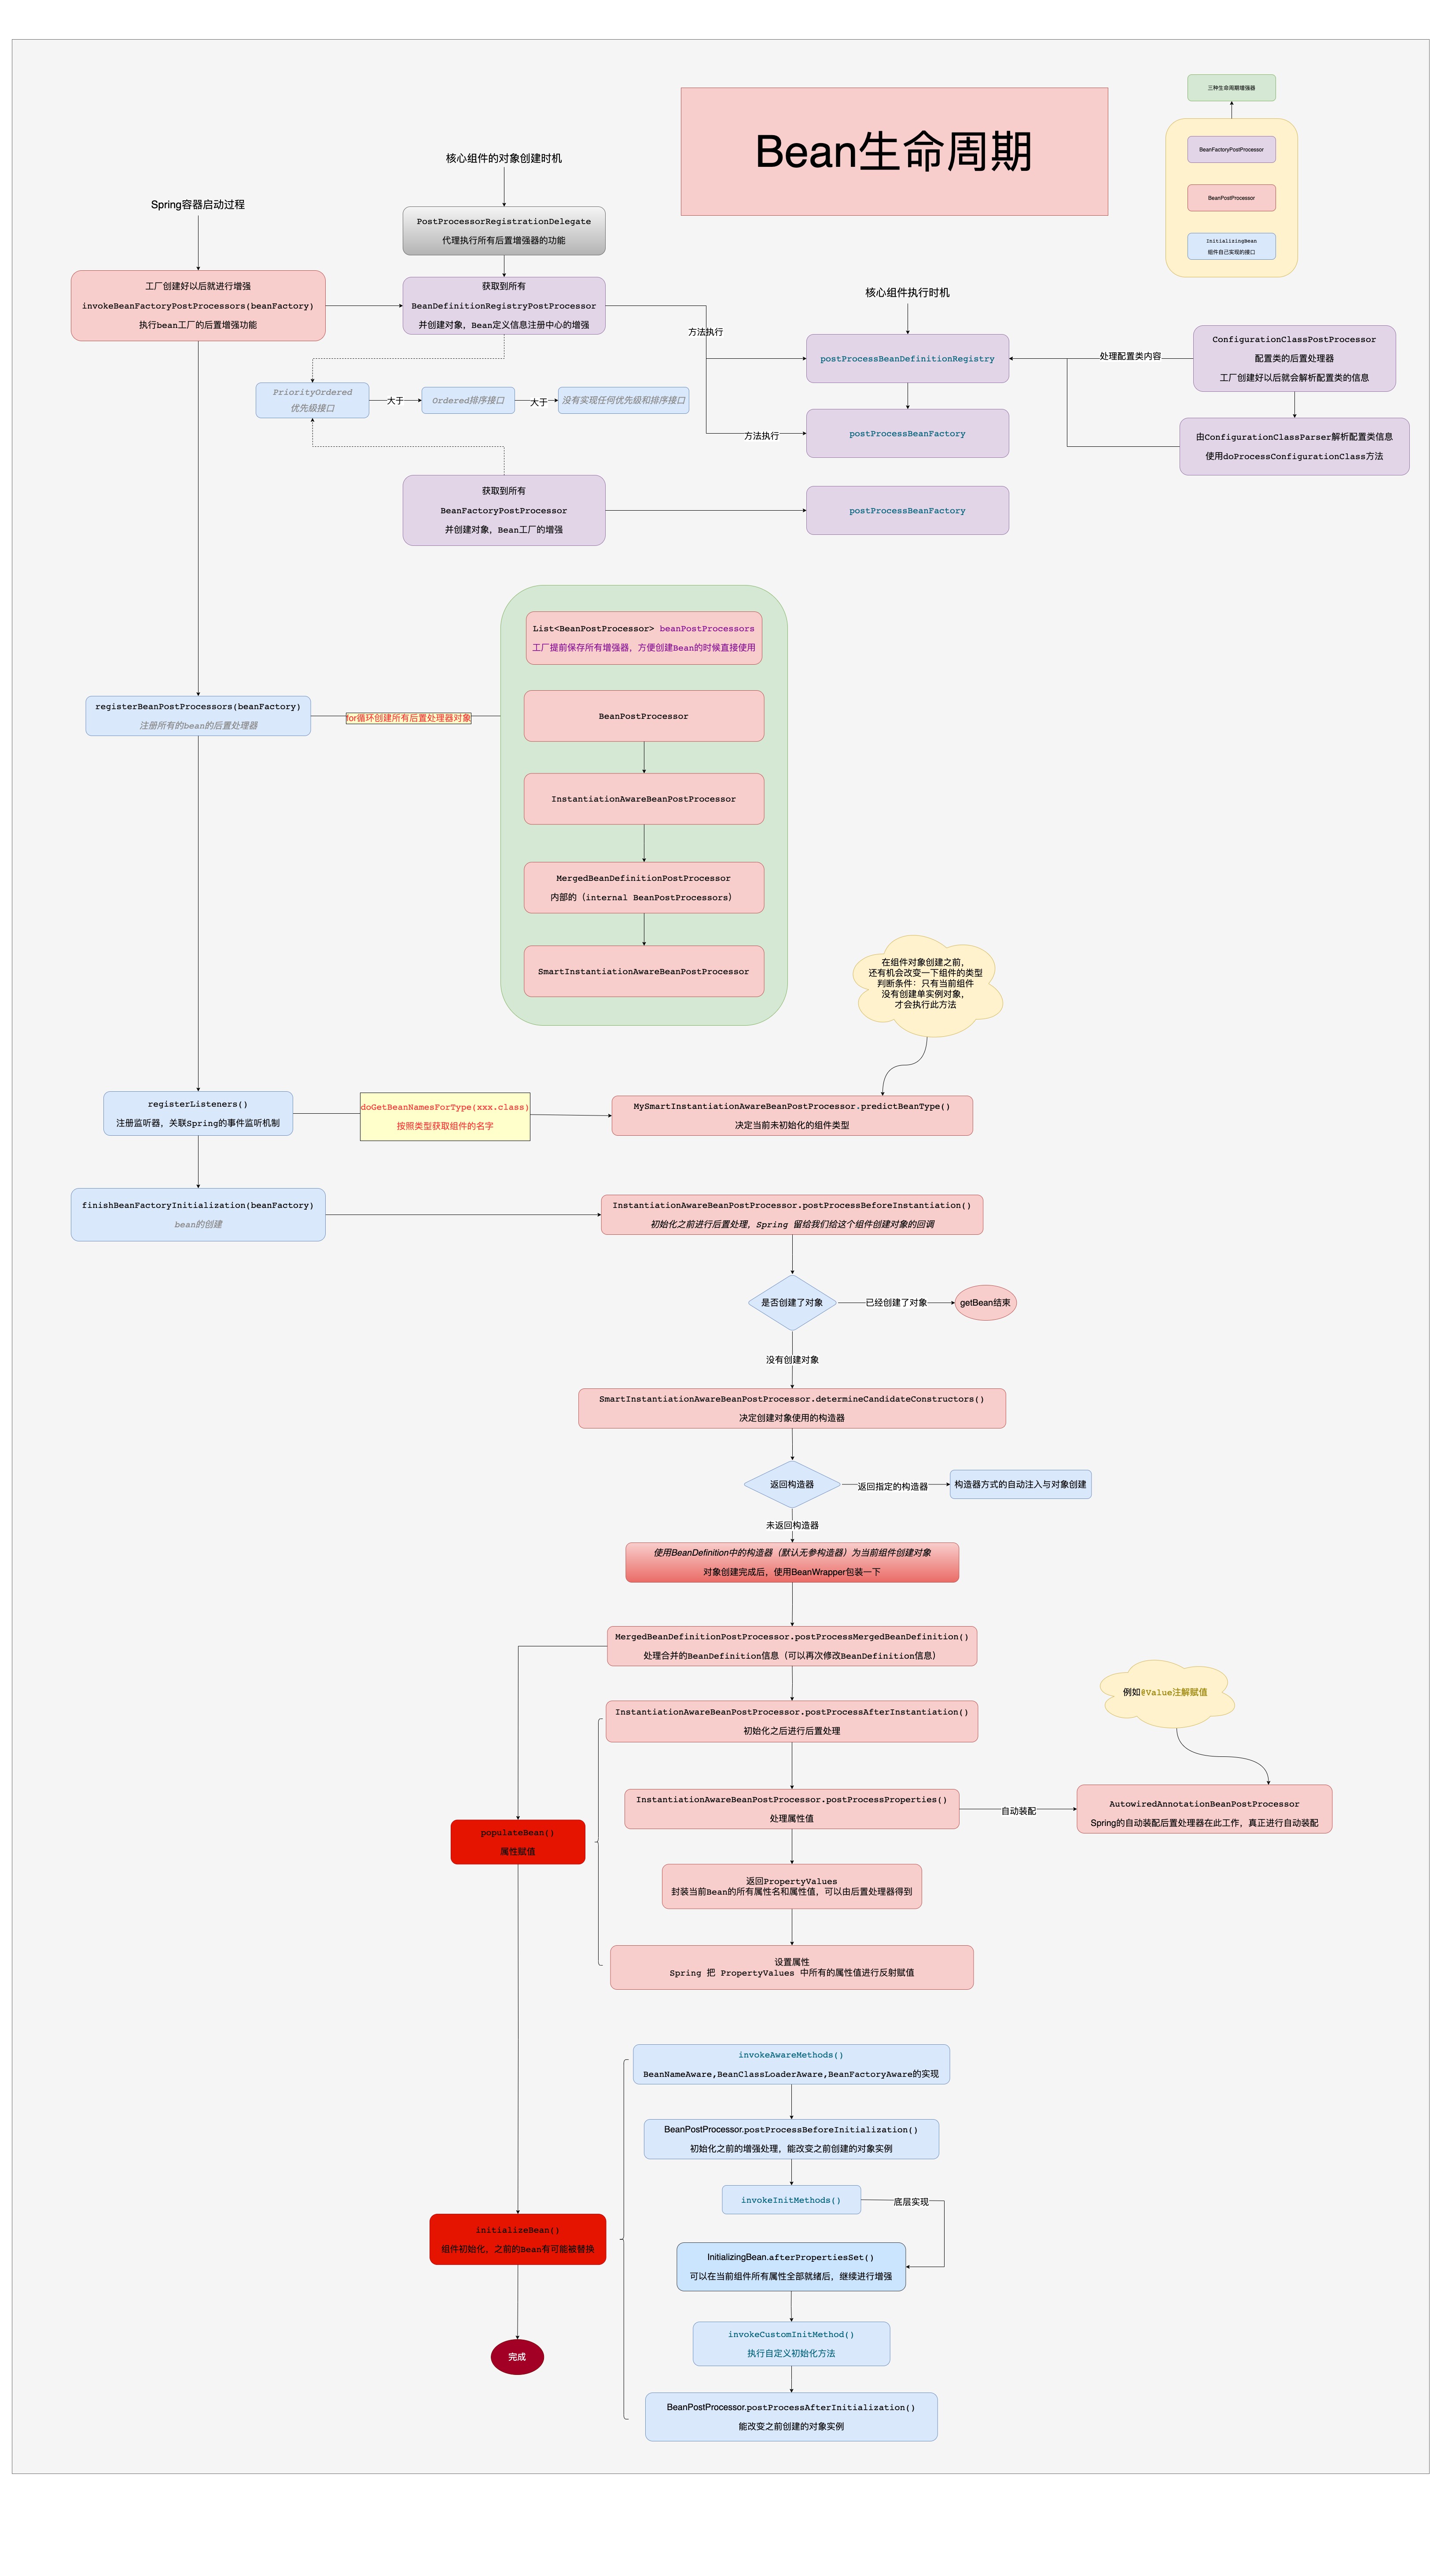 Bean生命周期
三种生命周期增强器
BeanFactoryPostProcessor
BeanPostProcessor
InitializingBean
组件自己实现的接口
核心组件的对象创建时机
PostProcessorRegistrationDelegate
代理执行所有后置增强器的功能
Spring容器启动过程
工厂创建好以后就进行增强
invokeBeanFactoryPostProcessors(beanFactory)
执行bean工厂的后置增强功能
获取到所有
BeanDefinitionRegistryPostProcessor
并创建对象，Bean定义信息注册中心的增强
方法执行
核心组件执行时机
postProcessBeanDefinitionRegistry
处理配置类内容
ConfigurationClassPostProcessor
配置类的后置处理器
工厂创建好以后就会解析配置类的信息
PriorityOrdered
优先级接口
大于
Ordered排序接口
大于
没有实现任何优先级和排序接口
方法执行
postProcessBeanFactory
由ConfigurationClassParser解析配置类信息
使用doProcessConfigurationClass方法
获取到所有
BeanFactoryPostProcessor
并创建对象，Bean工厂的增强
postProcessBeanFactory
List<BeanPostProcessor> beanPostProcessors
工厂提前保存所有增强器，方便创建Bean的时候直接使用
registerBeanPostProcessors(beanFactory)
注册所有的bean的后置处理器
for循环创建所有后置处理器对象
BeanPostProcessor
InstantiationAwareBeanPostProcessor
MergedBeanDefinitionPostProcessor
内部的（internal BeanPostProcessors）
SmartInstantiationAwareBeanPostProcessor
在组件对象创建之前，
还有机会改变一下组件的类型
判断条件：只有当前组件
没有创建单实例对象，
才会执行此方法
registerListeners()
注册监听器，关联Spring的事件监听机制
doGetBeanNamesForType(xxx.class)
按照类型获取组件的名字
MySmartInstantiationAwareBeanPostProcessor.predictBeanType()
决定当前未初始化的组件类型
finishBeanFactoryInitialization(beanFactory)
bean的创建
InstantiationAwareBeanPostProcessor.postProcessBeforeInstantiation()
初始化之前进行后置处理，Spring 留给我们给这个组件创建对象的回调
是否创建了对象
已经创建了对象
getBean结束
没有创建对象
SmartInstantiationAwareBeanPostProcessor.determineCandidateConstructors()
决定创建对象使用的构造器
返回构造器
返回指定的构造器
构造器方式的自动注入与对象创建
未返回构造器
使用BeanDefinition中的构造器（默认无参构造器）为当前组件创建对象
对象创建完成后，使用BeanWrapper包装一下
MergedBeanDefinitionPostProcessor.postProcessMergedBeanDefinition()
处理合并的BeanDefinition信息（可以再次修改BeanDefinition信息）
InstantiationAwareBeanPostProcessor.postProcessAfterInstantiation()
初始化之后进行后置处理
例如@Value注解赋值
InstantiationAwareBeanPostProcessor.postProcessProperties()
处理属性值
自动装配
AutowiredAnnotationBeanPostProcessor
Spring的自动装配后置处理器在此工作，真正进行自动装配
populateBean()
属性赋值
返回PropertyValues
封装当前Bean的所有属性名和属性值，可以由后置处理器得到
设置属性
Spring 把 PropertyValues 中所有的属性值进行反射赋值
invokeAwareMethods()
BeanNameAware,BeanClassLoaderAware,BeanFactoryAware的实现
BeanPostProcessor.postProcessBeforeInitialization()
初始化之前的增强处理，能改变之前创建的对象实例
invokeInitMethods()
底层实现
initializeBean()
组件初始化，之前的Bean有可能被替换
InitializingBean.afterPropertiesSet()
可以在当前组件所有属性全部就绪后，继续进行增强
invokeCustomInitMethod()
执行自定义初始化方法
完成
BeanPostProcessor.postProcessAfterInitialization()
能改变之前创建的对象实例